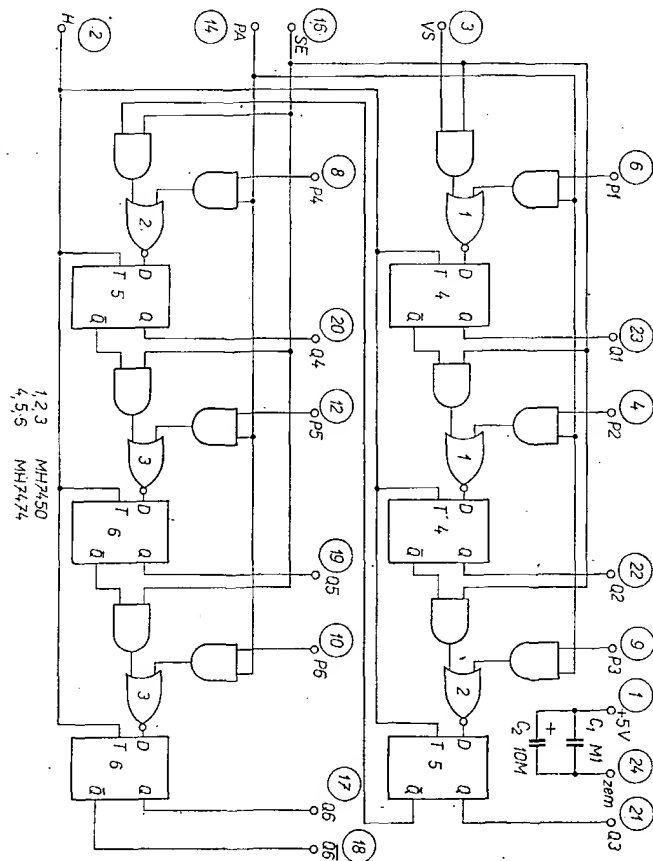 H
2
PA
14
SE
16
VS
3
6
P1
8
P4
1
2.
T
D
4
Q̅
Q
T
D
5
Q̅
Q
23
Q1
20
Q4
4
P2
12
P5
1
3
T
D
4
Q̅
Q
T
D
6
Q̅
Q
22
Q2
19
Q5
9
P3
10
P6
2
3
T
D
5
Q̅
Q
T
D
6
Q̅
Q
21
Q3
17
Q6
18
Q̅6̅
1
+5V
24
zem
C1 M1
+
C2 10M
1,2,3 MH7450
4,5,6 MH7474